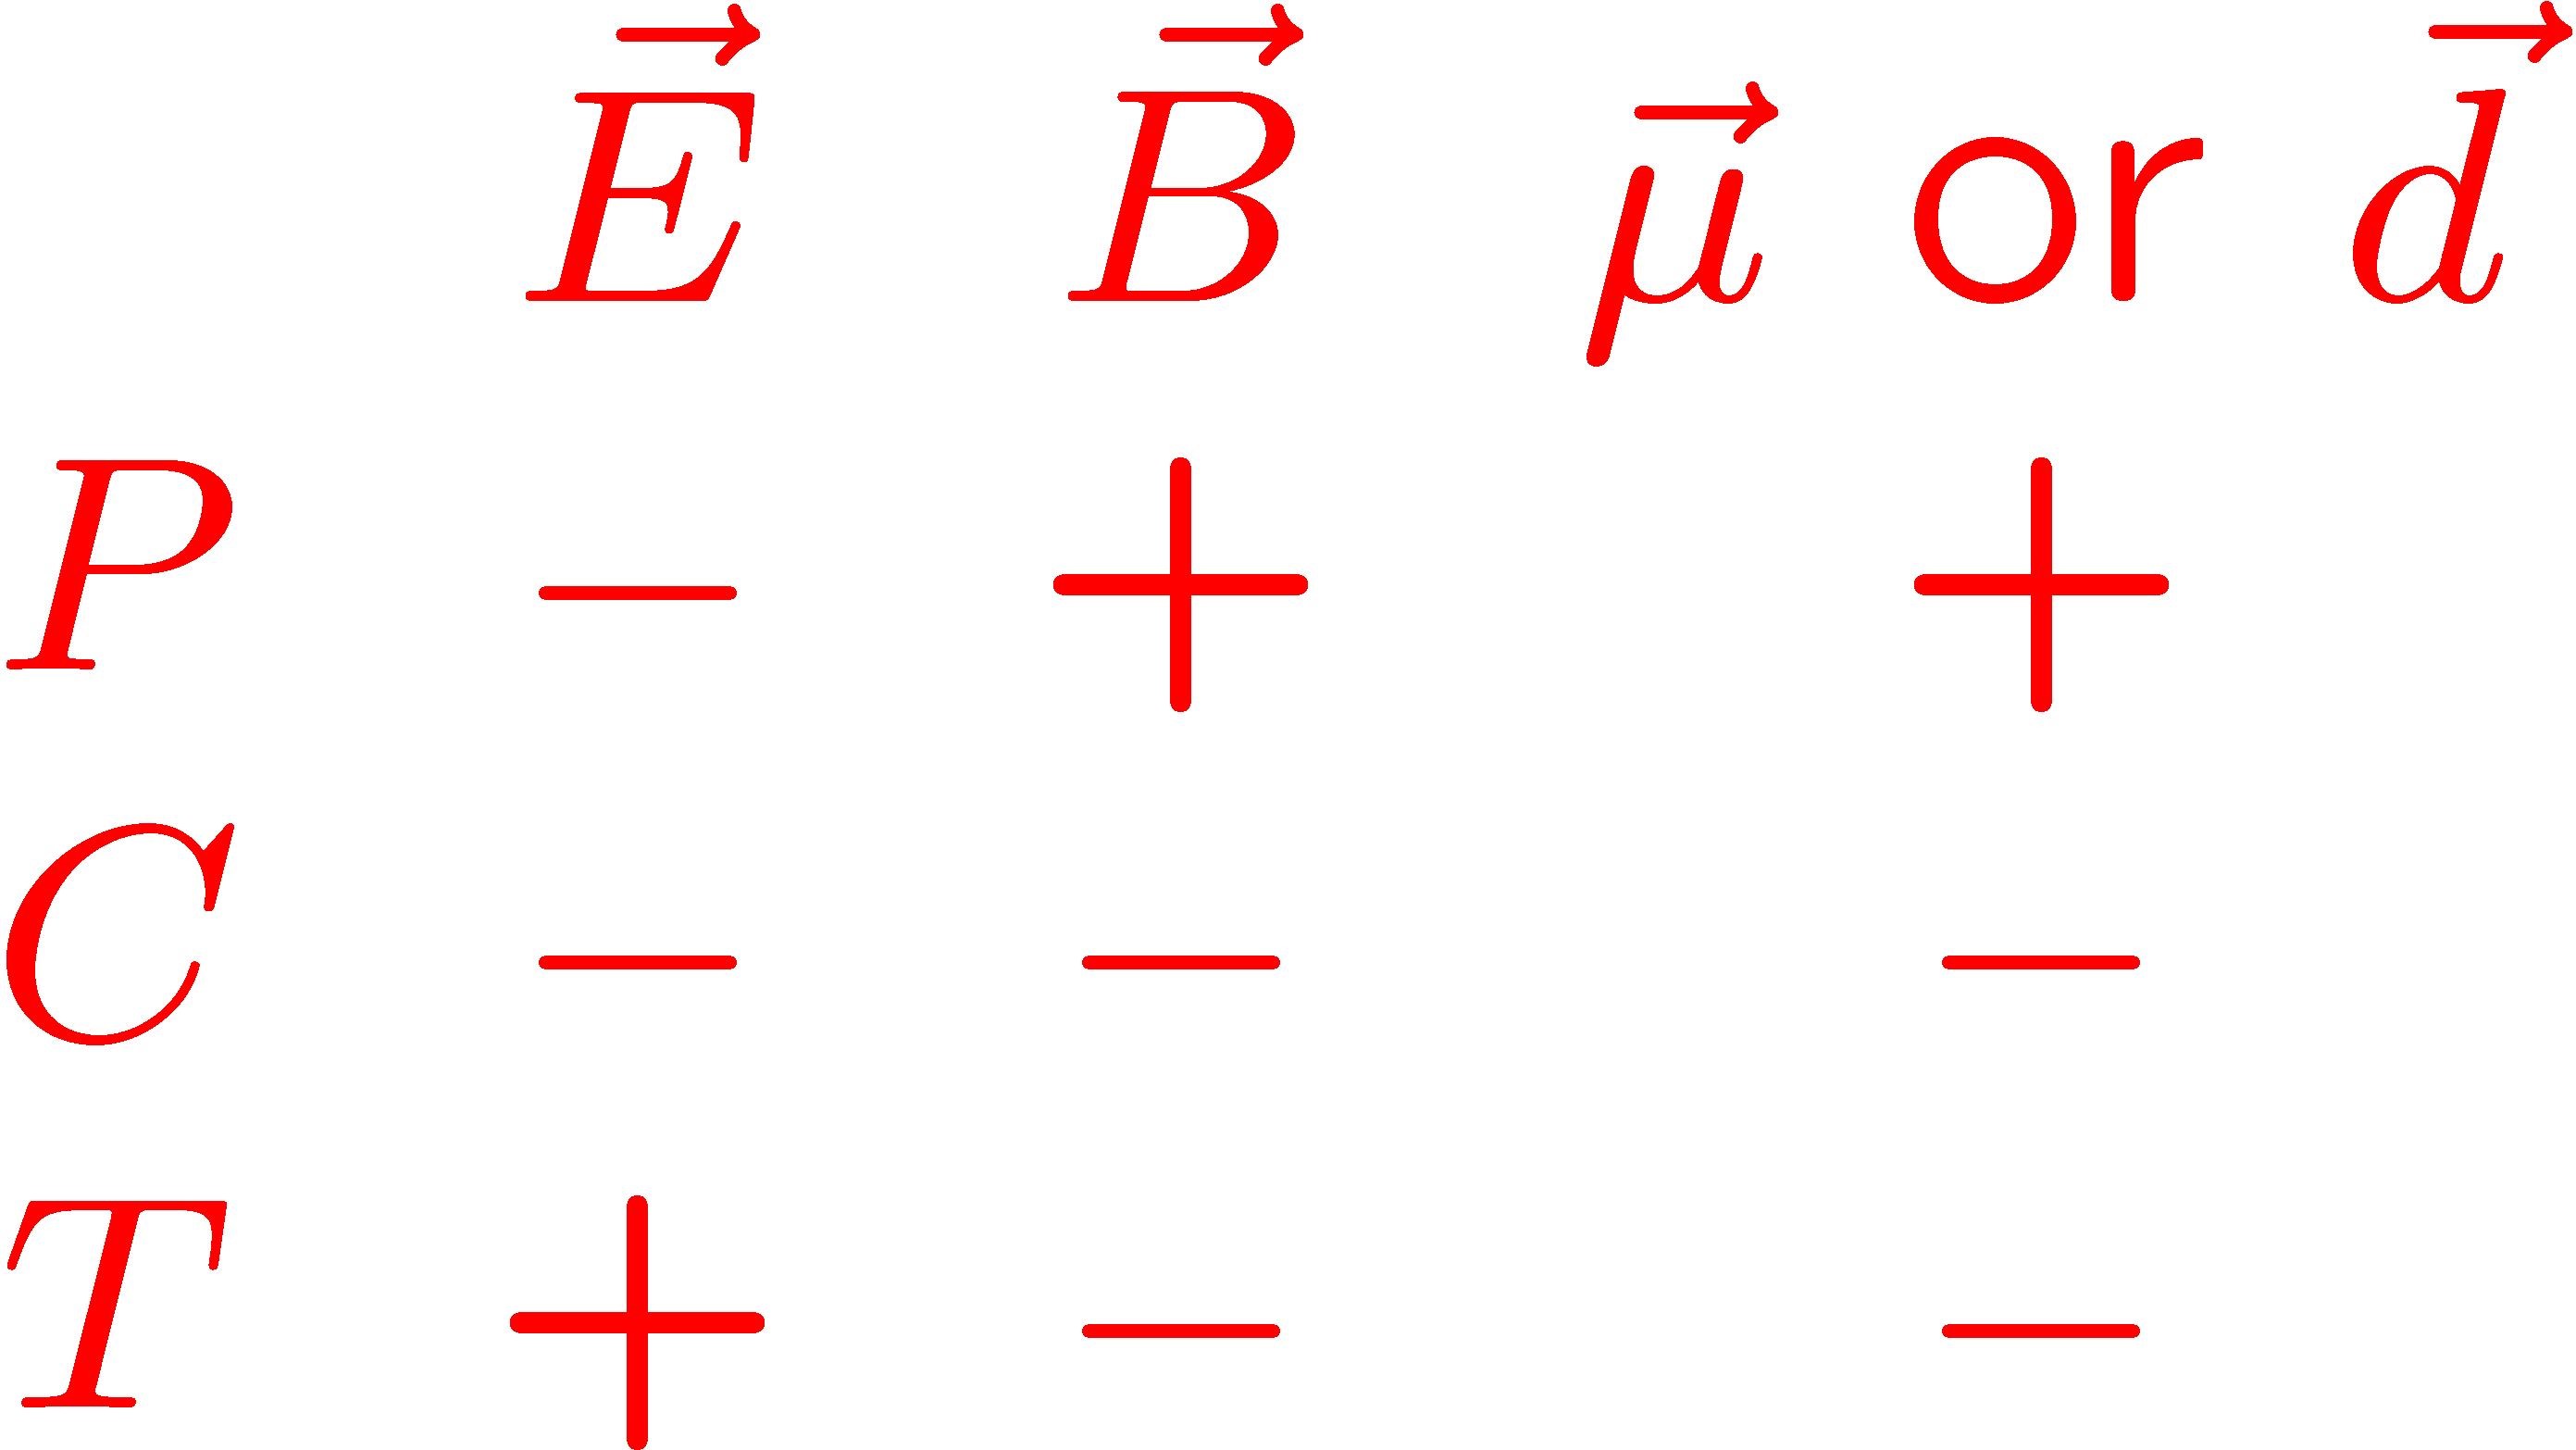 E⃗ B⃗ μ⃗ or d⃗
P − + +
C − − −
T + − −